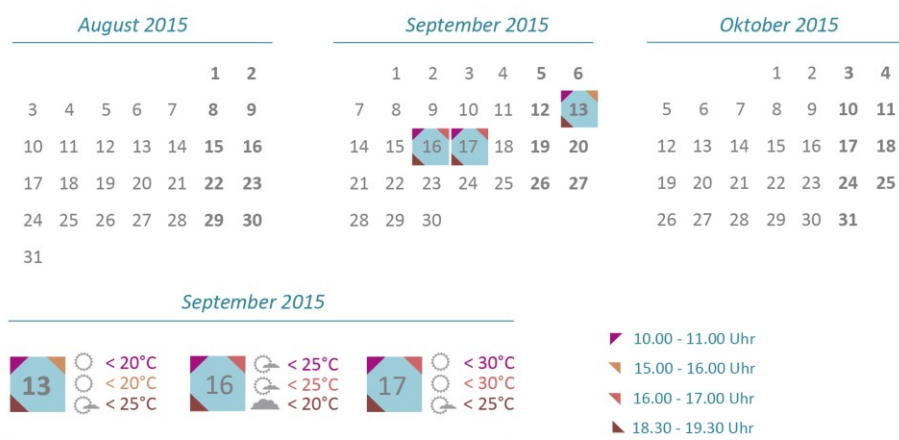 August 2015
1 2
3 4 5 6 7 8 9
10 11 12 13 14 15 16
17 18 19 20 21 22 23
24 25 26 27 28 29 30
31
September 2015
1 2 3 4 5 6
7 8 9 10 11 12 13
14 15 16 17 18 19 20
21 22 23 24 25 26 27
28 29 30
Oktober 2015
1 2 3 4
5 6 7 8 9 10 11
12 13 14 15 16 17 18
19 20 21 22 23 24 25
26 27 28 29 30 31
September 2015
13
< 20°C
< 20°C
< 25°C
16
< 25°C
< 25°C
< 20°C
17
< 30°C
< 30°C
< 25°C
10.00 - 11.00 Uhr
15.00 - 16.00 Uhr
16.00 - 17.00 Uhr
18.30 - 19.30 Uhr